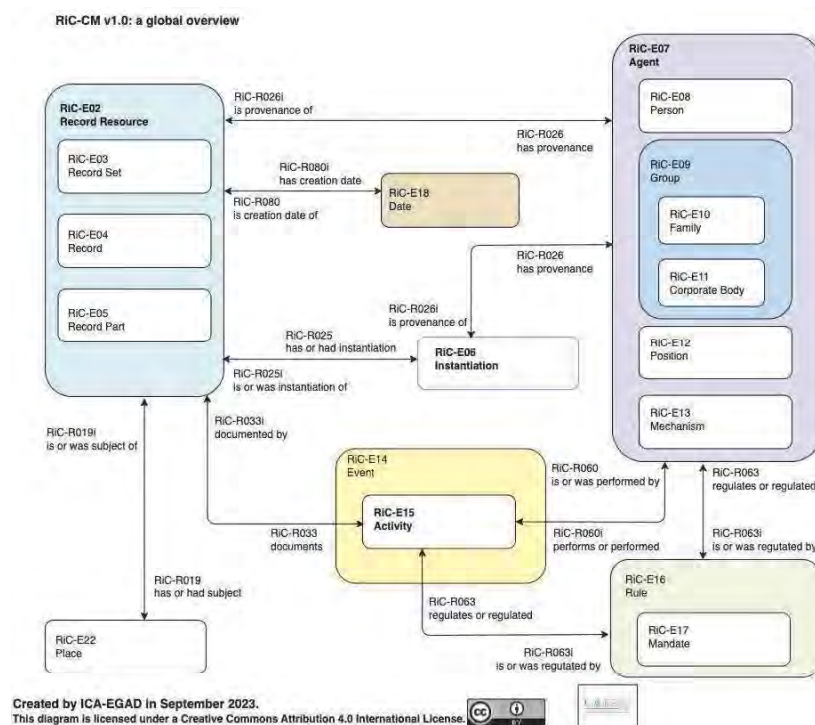 RiC-CM v1.0: a global overview
RiC-E02
Record Resource
RiC-E03
Record Set
RiC-E04
Record
RiC-E05
Record Part
RiC-R026i
is provenance of
RiC-R026
has provenance
RiC-R080i
has creation date
RiC-R080
is creation date of
RiC-E18
Date
RiC-E07
Agent
RiC-E08
Person
RiC-E09
Group
RiC-E10
Family
RiC-E11
Corporate Body
RiC-E12
Position
RiC-E13
Mechanism
RiC-R026
has provenance
RiC-R026i
is provenance of
RiC-R025
has or had instantiation
RiC-R025i
is or was instantiation of
RiC-E06
Instantiation
RiC-R019i
is or was subject of
RiC-R033i
documented by
RiC-E14
Event
RiC-E15
Activity
RiC-R060
is or was performed by
RiC-R063
regulates or regulated
RiC-R033
documents
RiC-R060i
performs or performed
RiC-R063i
is or was regutated by
RiC-R019
has or had subject
RiC-R063
regulates or regulated
RiC-E16
Rule
RiC-E17
Mandate
RiC-E22
Place
RiC-R063i
is or was regutated by
Created by ICA-EGAD in September 2023.
This diagram is licensed under a Creative Commons Attribution 4.0 International License.
CC
BY